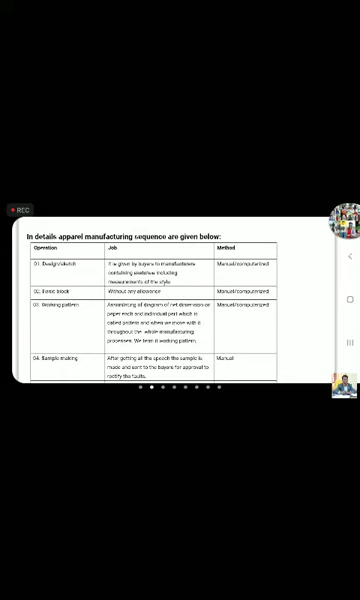 REC
In details apparel manufacturing sequence are given below:
Operation Job Method
01. Design/sketch It is given by buyers to manufacturers Manual/computerized
containing sketches including
measurements of the style
02. Basic block Without any allowance Manual/computerized
03. Working pattern diagram of net dimension on Manual/computerized
paper each and individual part which is
called pattern and when we move with it
throughout the whole manufacturing
processes. We term it working pattern.
04. Sample making After getting all the the sample is Manual
made and sent to the buyers for approval to
rectify the faults.